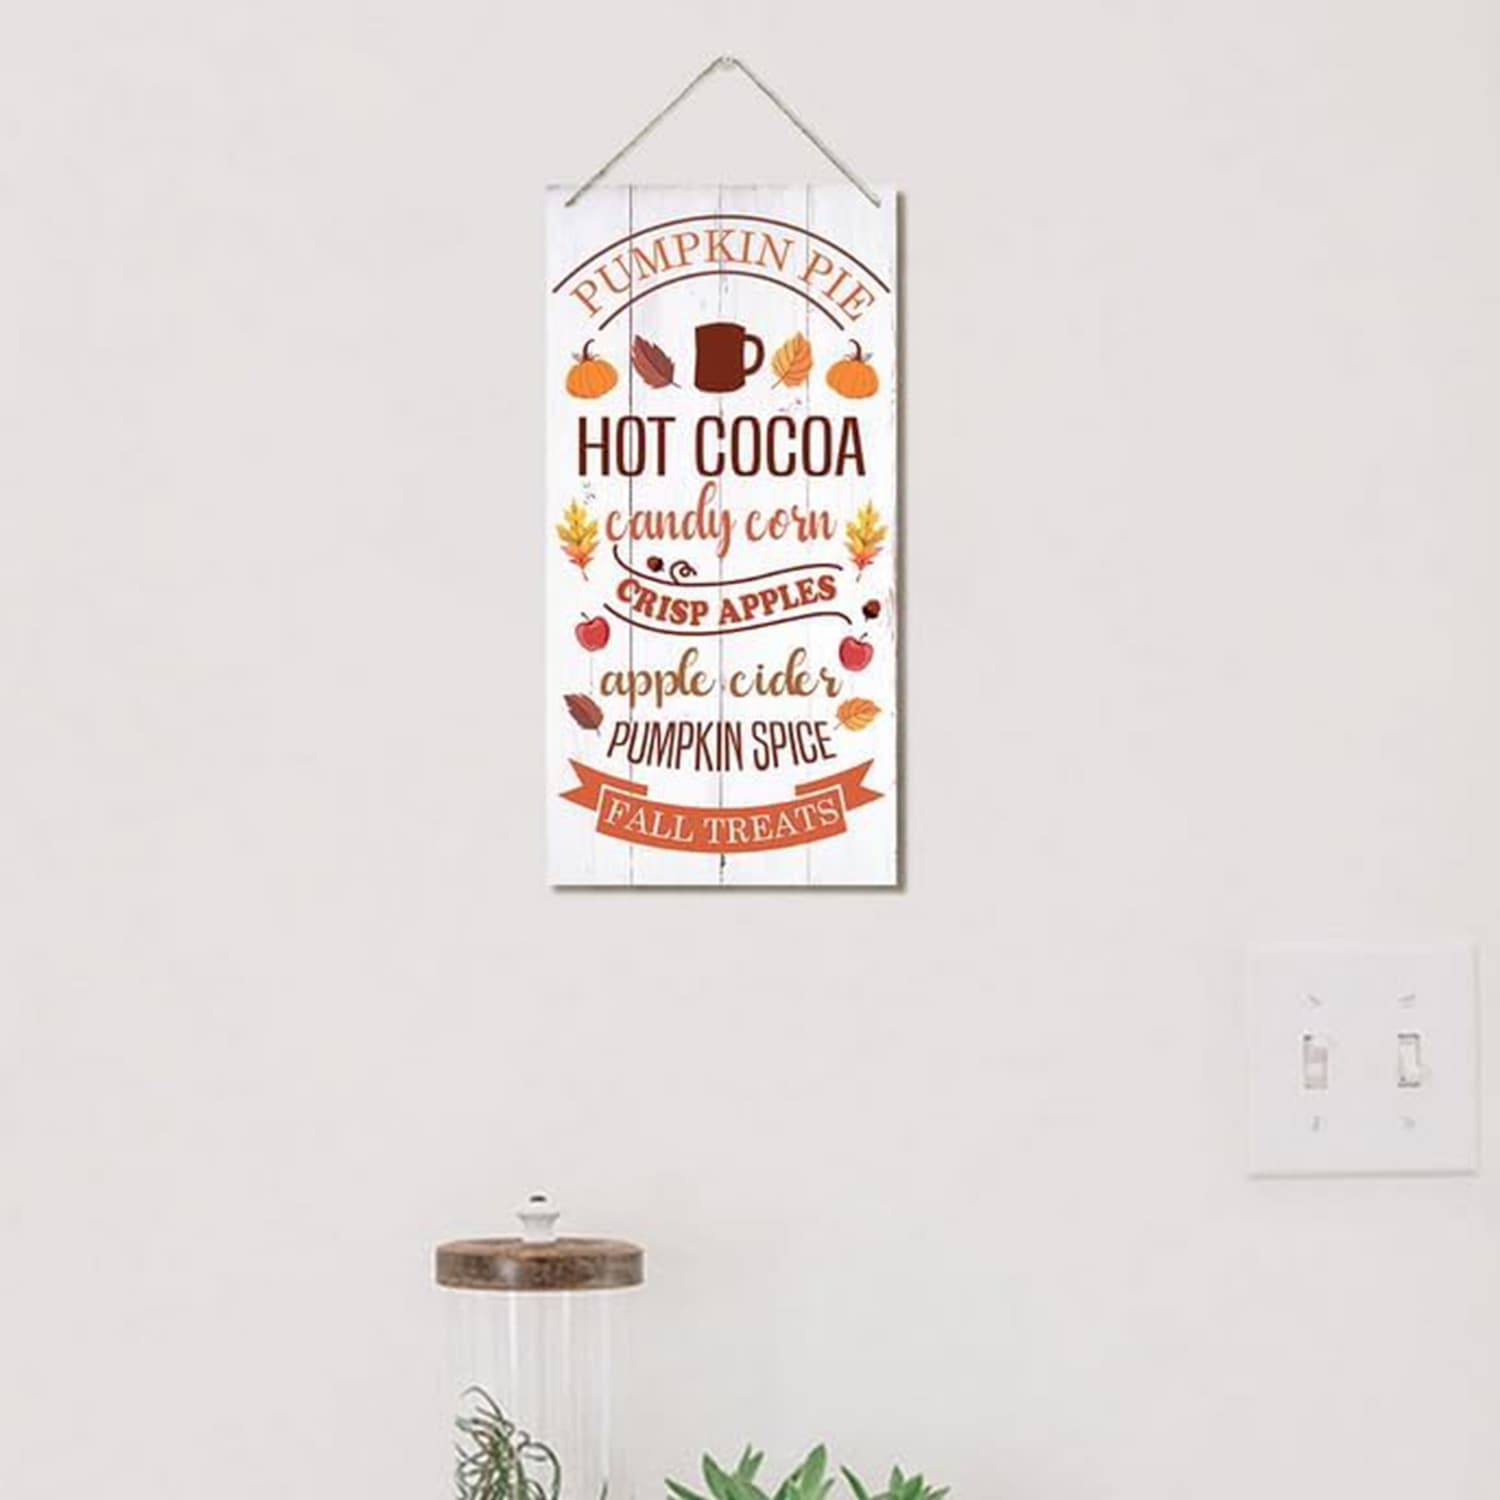 PUMPKIN PIE
HOT COCOA
candy corn
CRISP APPLES
apple cider
PUMPKIN SPICE
FALL TREATS